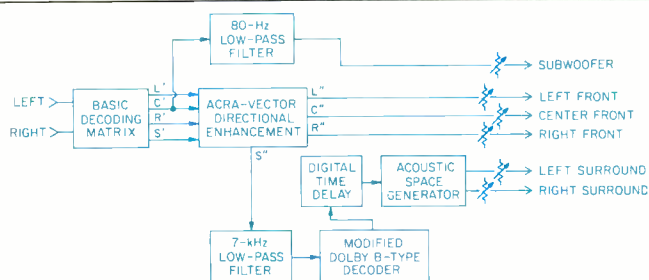 80-Hz
LOW-PASS
FILTER
SUBWOOFER
LEFT
RIGHT
BASIC
DECODING
MATRIX
L'
C'
R'
S'
ACRA-VECTOR
DIRECTIONAL
ENHANCEMENT
L"
C"
R"
S"
LEFT FRONT
CENTER FRONT
RIGHT FRONT
DIGITAL
TIME
DELAY
ACOUSTIC
SPACE
GENERATOR
LEFT SURROUND
RIGHT SURROUND
7-kHz
LOW-PASS
FILTER
MODIFIED
DOLBY B-TYPE
DECODER